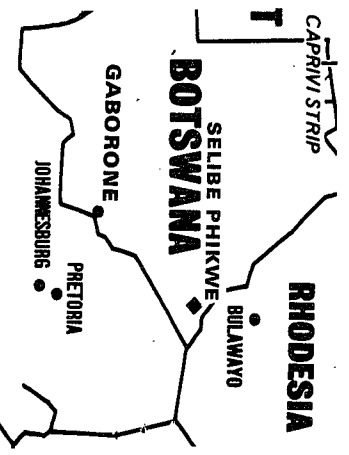 CAPRIVI STRIP
RHODESIA
T
BULAWAYO
SELIBE PHIKWE
BOTSWANA
GABORONE
PRETORIA
JOHANNESBURG